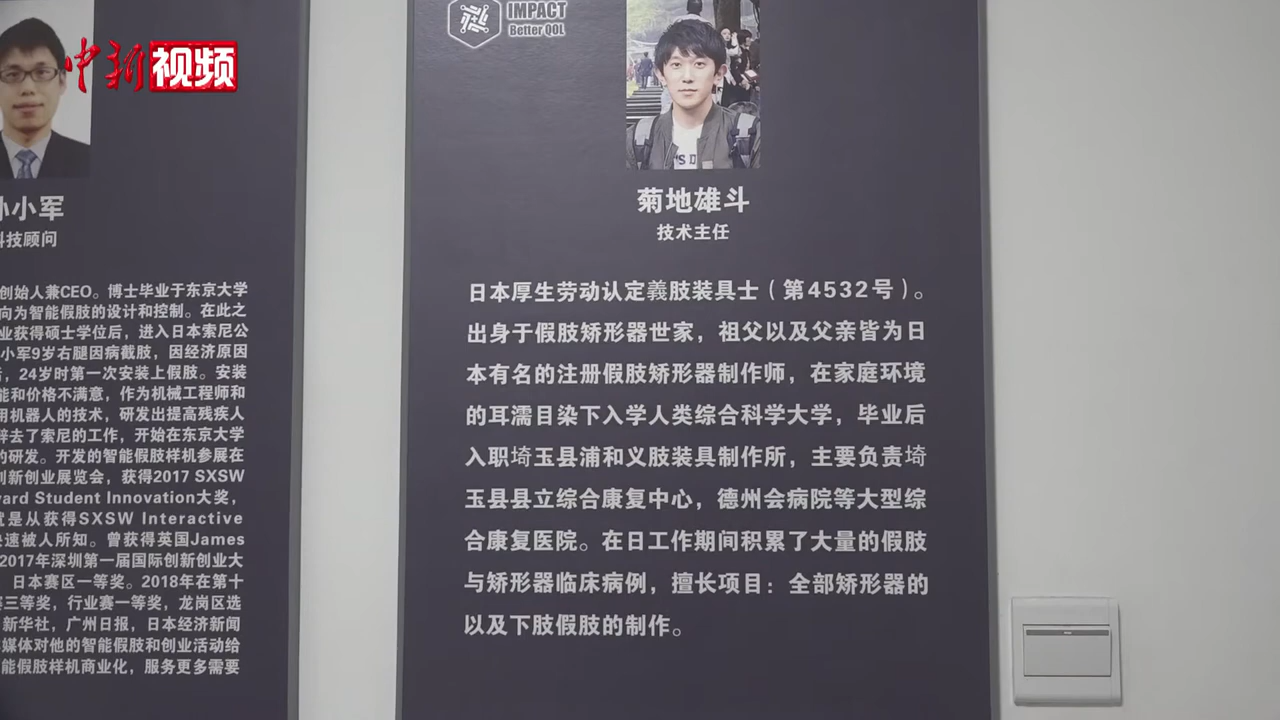 中新视频
孙小军
科技顾问
创始人兼CEO。博士毕业于东京大学
向为智能假肢的设计和控制。在此之
业获得硕士学位后，进入日本索尼公
小军9岁右腿因病截肢，因经济原因
，24岁时第一次安装上假肢。安装
能和价格不满意，作为机械工程师和
用机器人的技术，研发出提高残疾人
辞去了索尼的工作，开始在东京大学
的研发。开发的智能假肢样机参展在
创新创业展览会，获得2017 SXSW
ward Student Innovation大奖，
就是从获得SXSW Interactive
快速被人所知。曾获得英国James
2017年深圳第一届国际创新创业大
日本赛区一等奖。2018年在第十
赛三等奖，行业赛一等奖，龙岗区选
新华社，广州日报，日本经济新闻
媒体对他的智能假肢和创业活动给
能假肢样机商业化，服务更多需要
IMPACT
Better QOL
菊地雄斗
技术主任
日本厚生劳动认定義肢装具士（第4532号）。
出身于假肢矫形器世家，祖父以及父亲皆为日
本有名的注册假肢矫形器制作师，在家庭环境
的耳濡目染下入学人类综合科学大学，毕业后
入职埼玉县浦和义肢装具制作所，主要负责埼
玉县县立综合康复中心，德州会病院等大型综
合康复医院。在日工作期间积累了大量的假肢
与矫形器临床病例，擅长项目：全部矫形器的
以及下肢假肢的制作。